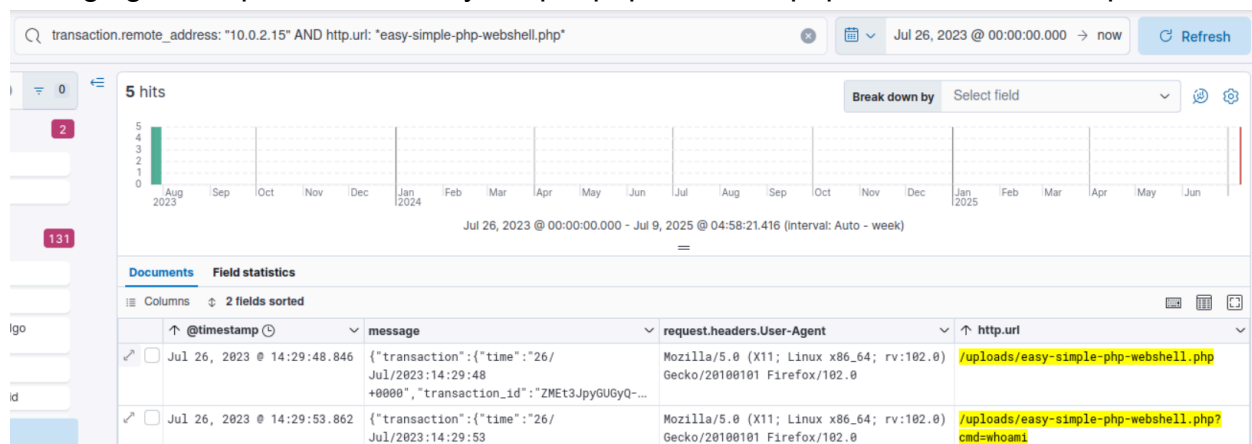 transaction.remote_address: "10.0.2.15" AND http.url: *easy-simple-php-webshell.php*
Jul 26, 2023 @ 00:00:00.000 → now
Refresh
0
5 hits
Break down by
Select field
2
5
4
3
2
1
0
Aug Sep Oct Nov Dec Jan Feb Mar Apr May Jun Jul Aug Sep Oct Nov Dec Jan Feb Mar Apr May Jun
2023 2024 2025
Jul 26, 2023 @ 00:00:00.000 - Jul 9, 2025 @ 04:58:21.416 (interval: Auto - week)
131
Documents Field statistics
Columns 2 fields sorted
↑ @timestamp message request.headers.User-Agent ↑ http.url
lgo
Jul 26, 2023 @ 14:29:48.846 {"transaction":{"time":"26/ Mozilla/5.0 (X11; Linux x86_64; rv:102.0) /uploads/easy-simple-php-webshell.php
Jul/2023:14:29:48 Gecko/20100101 Firefox/102.0
+0000","transaction_id":"ZMEt3JpyGUGyQ-...
ld
Jul 26, 2023 @ 14:29:53.862 {"transaction":{"time":"26/ Mozilla/5.0 (X11; Linux x86_64; rv:102.0) /uploads/easy-simple-php-webshell.php?
Jul/2023:14:29:53 Gecko/20100101 Firefox/102.0 cmd=whoami